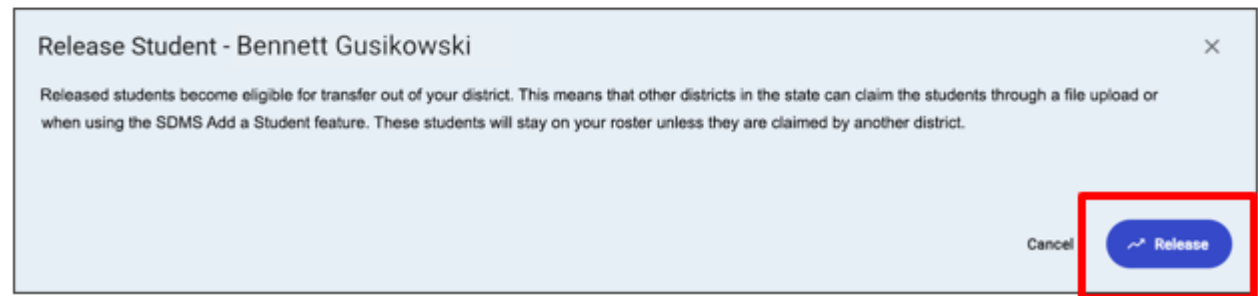 Release Student - Bennett Gusikowski
Released students become eligible for transfer out of your district. This means that other districts in the state can claim the students through a file upload or
when using the SDMS Add a Student feature. These students will stay on your roster unless they are claimed by another district.
Cancel Release